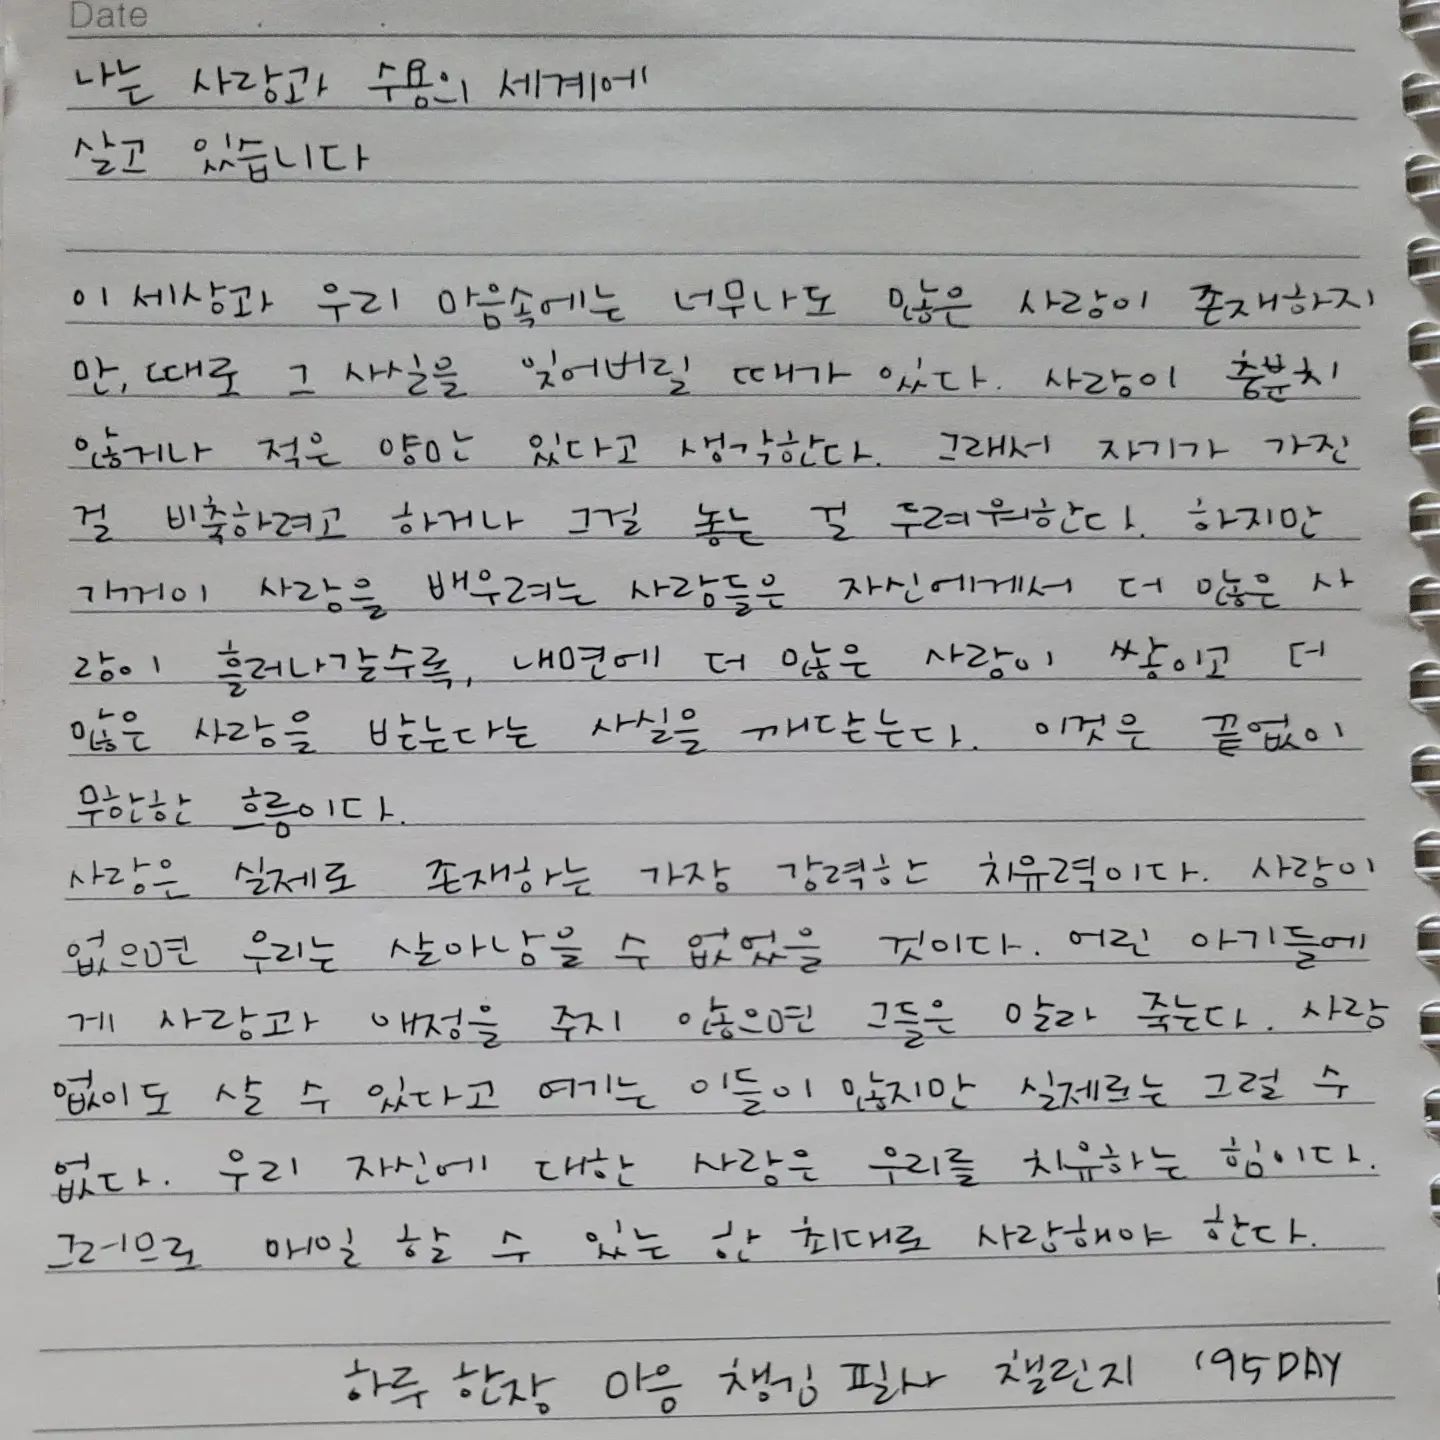 Date
나는 사랑과 수용의 세계에
살고 있습니다
이 세상과 우리 마음속에는 너무나도 많은 사랑이 존재하지
만, 때로 그 사실을 잊어버릴 때가 있다. 사랑이 충분치
않거나 적은 양만 있다고 생각한다. 그래서 자기가 가진
걸 비축하려고 하거나 그걸 놓는 걸 두려워한다. 하지만
기꺼이 사랑을 배우려는 사람들은 자신에게서 더 많은 사
랑이 흘러나갈수록, 내면에 더 많은 사랑이 쌓이고 더
많은 사랑을 받는다는 사실을 깨닫는다. 이것은 끝없이
무한한 흐름이다.
사랑은 실제로 존재하는 가장 강력한 치유력이다. 사랑이
없으면 우리는 살아남을 수 없었을 것이다. 어린 아기들에
게 사랑과 애정을 주지 않으면 그들은 말라 죽는다. 사랑
없이도 살 수 있다고 여기는 이들이 많지만 실제로는 그럴 수
없다. 우리 자신에 대한 사랑은 우리를 치유하는 힘이다.
그러므로 매일 할 수 있는 한 최대로 사랑해야 한다.
하루 한장 마음 챙김 필사 챌린지 195DAY